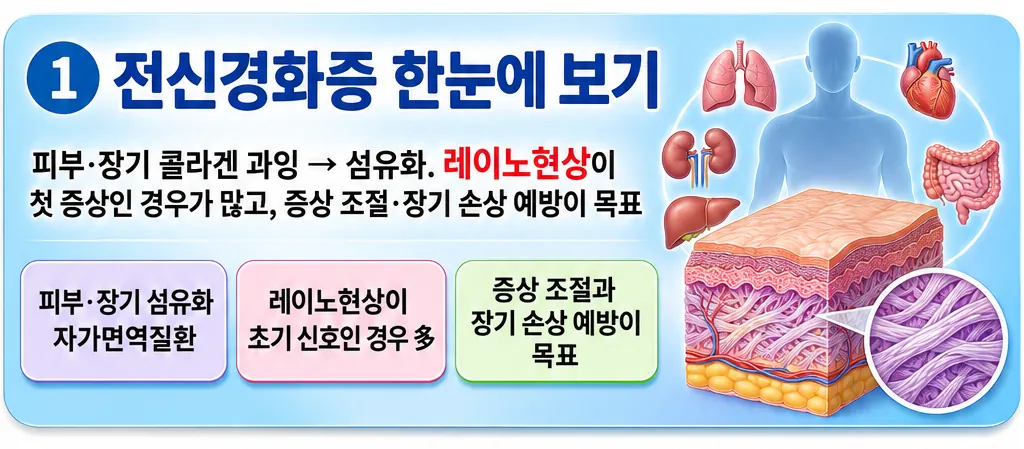 1 전신경화증 한눈에 보기
피부·장기 콜라겐 과잉 → 섬유화. 레이노현상이
첫 증상인 경우가 많고, 증상 조절·장기 손상 예방이 목표
피부·장기 섬유화
자가면역질환
레이노현상이
초기 신호인 경우 多
증상 조절과
장기 손상 예방이
목표